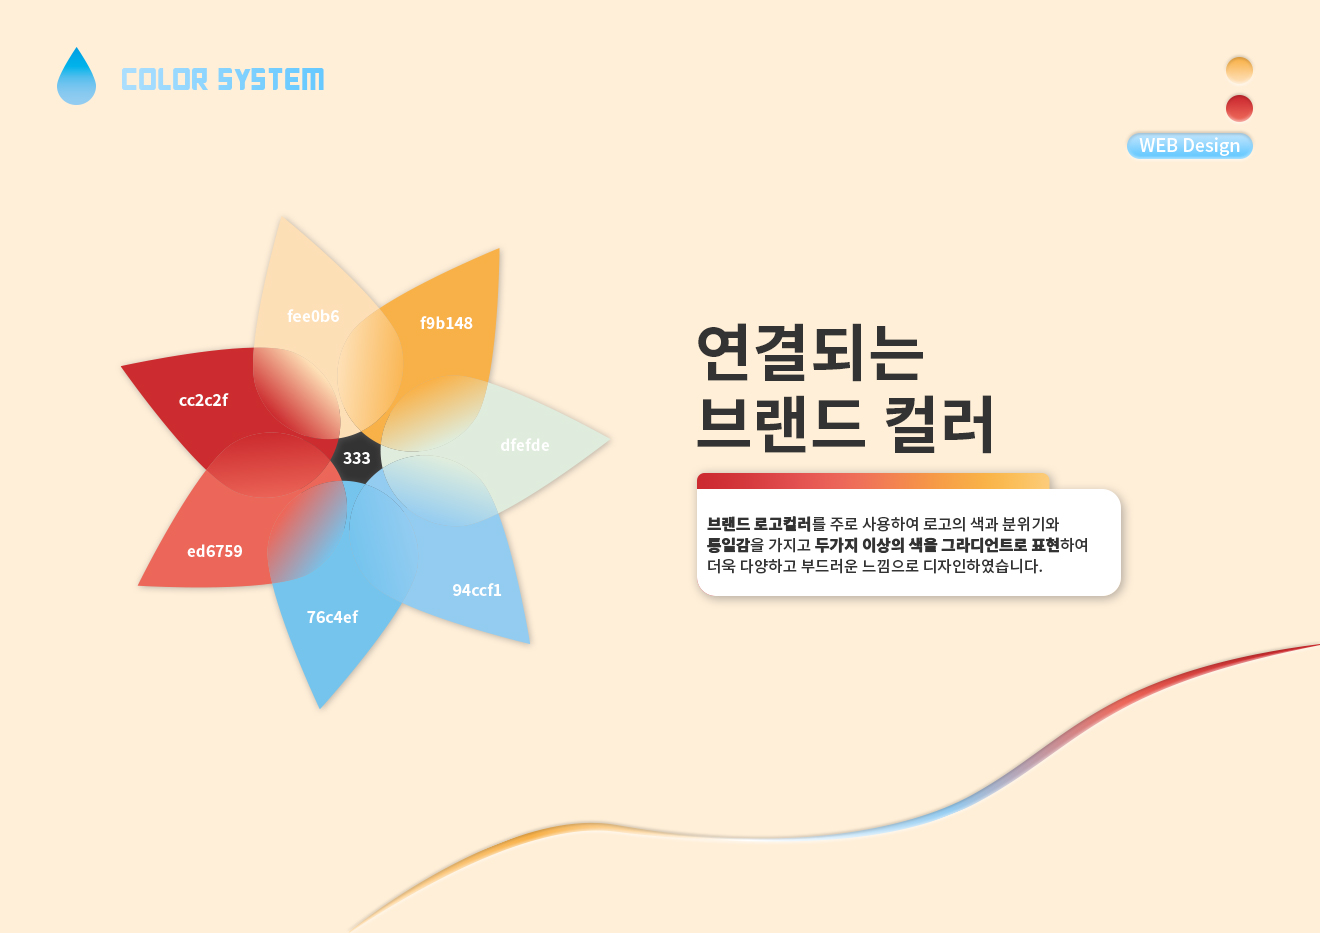 COLOR SYSTEM
WEB Design
fee0b6
f9b148
cc2c2f
dfefde
333
ed6759
94ccf1
76c4ef
연결되는
브랜드 컬러
브랜드 로고컬러를 주로 사용하여 로고의 색과 분위기와
통일감을 가지고 두가지 이상의 색을 그라디언트로 표현하여
더욱 다양하고 부드러운 느낌으로 디자인하였습니다.